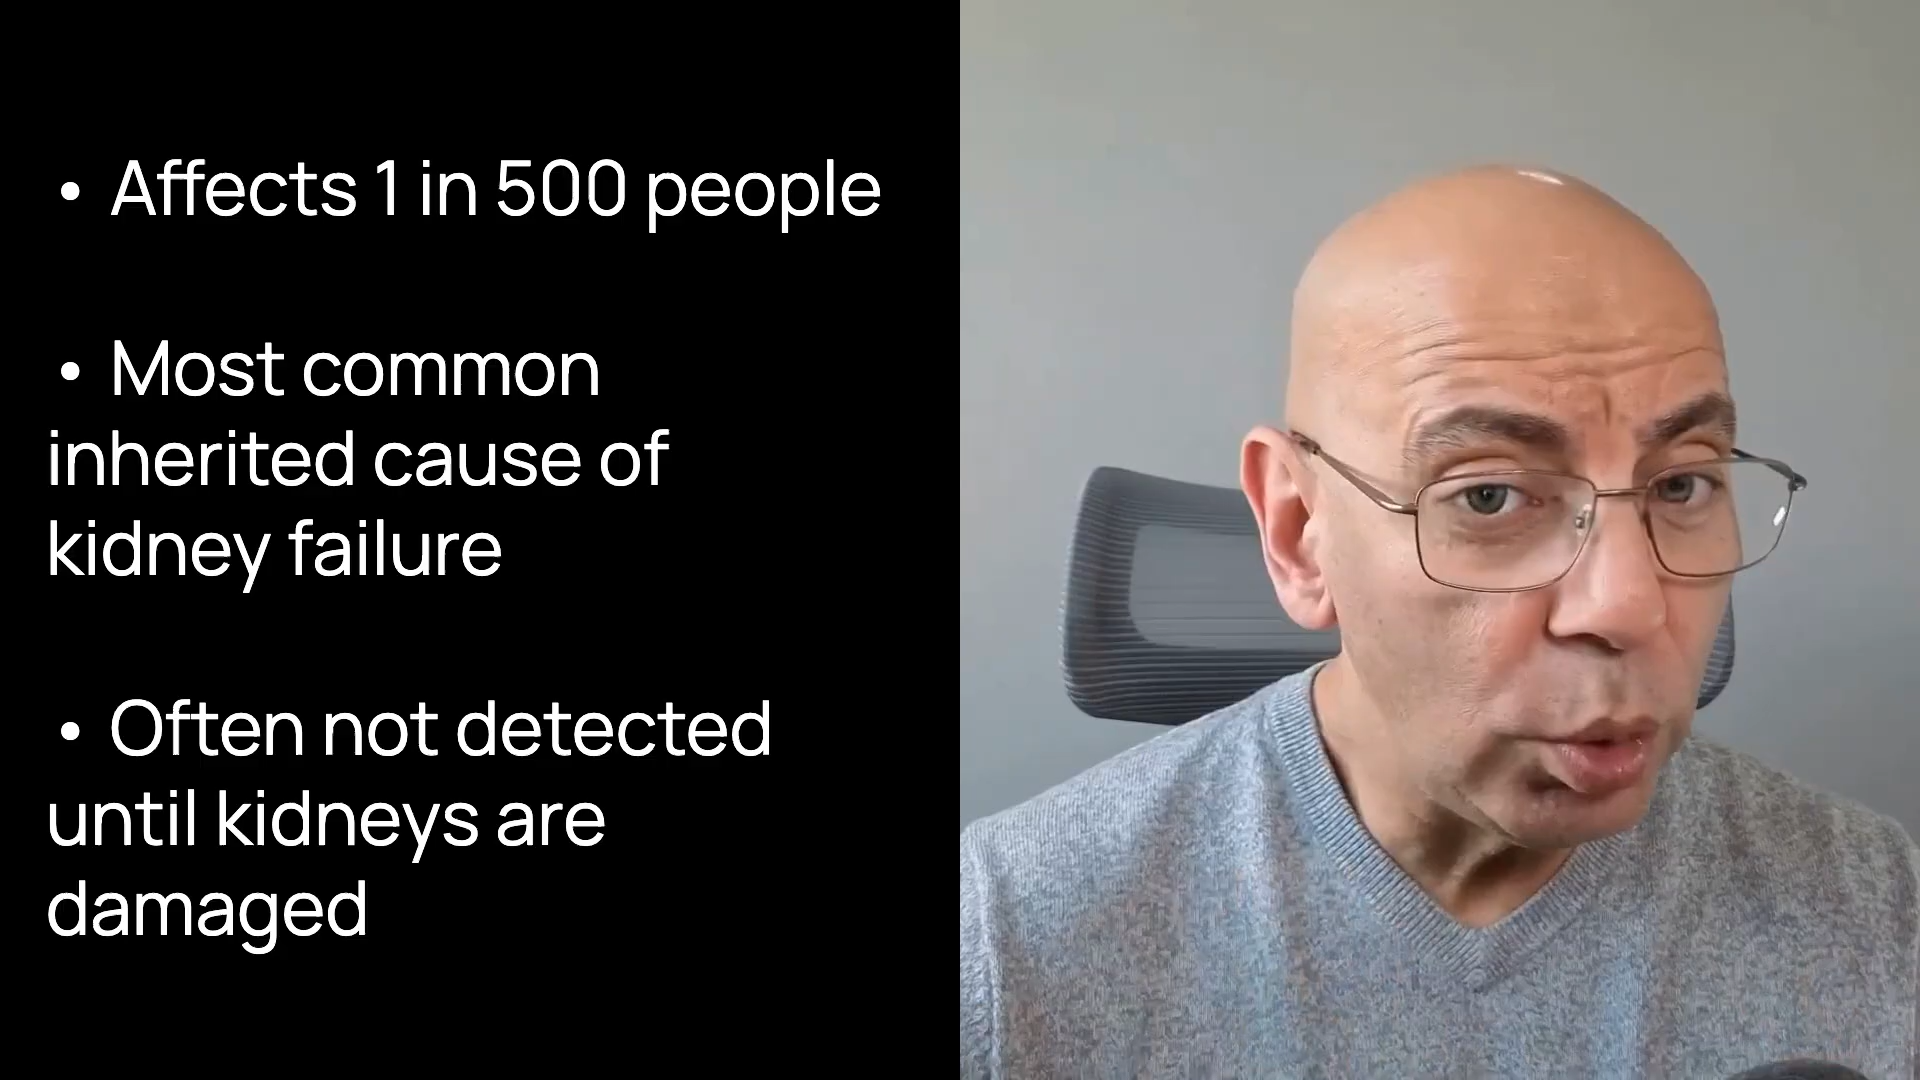 • Affects 1 in 500 people
• Most common
inherited cause of
kidney failure
• Often not detected
until kidneys are
damaged